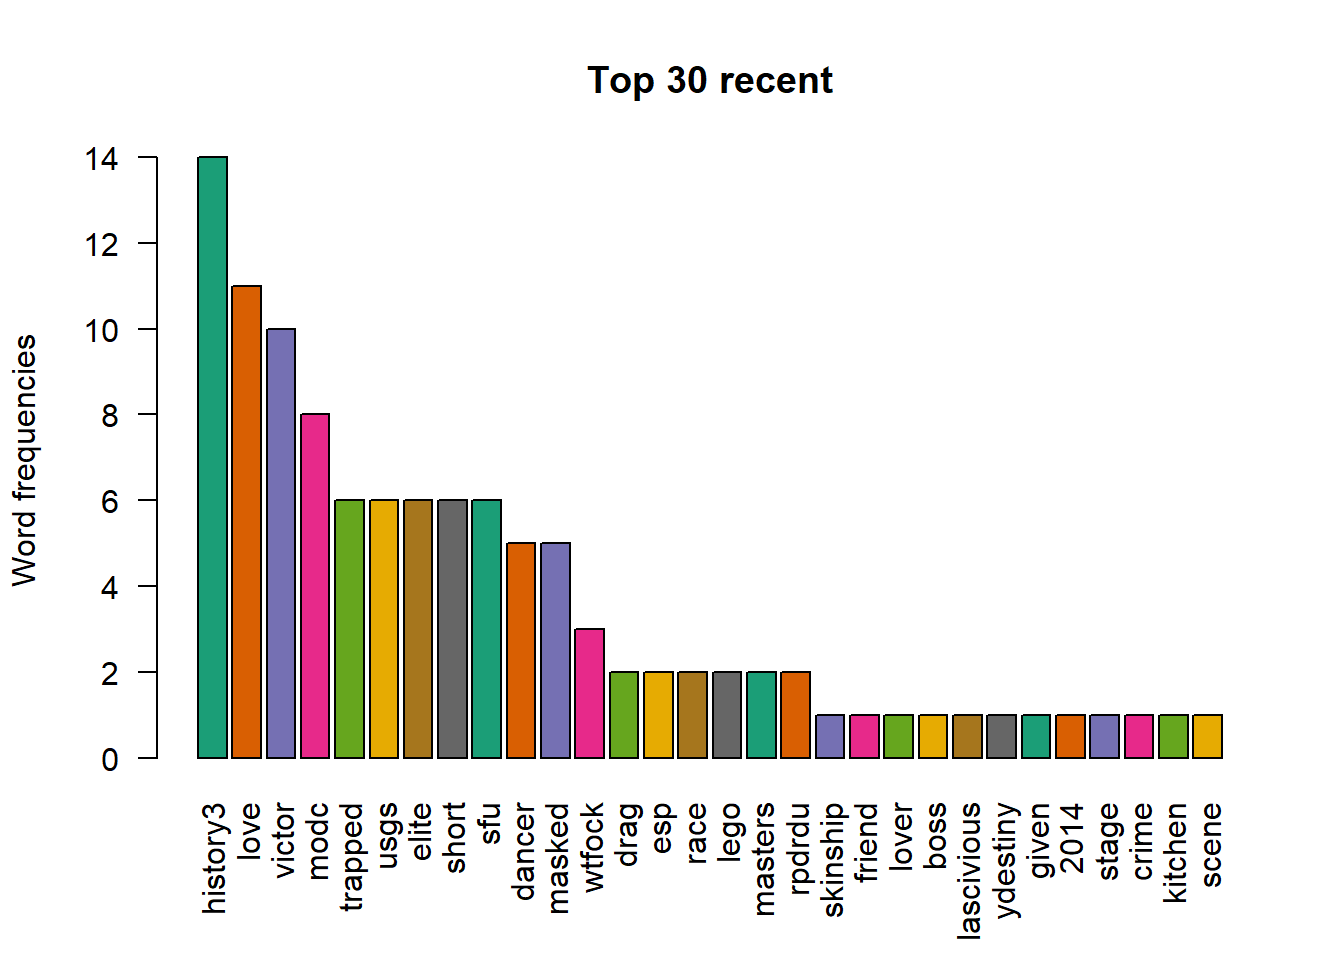 Top 30 recent
Word frequencies
14
12
10
8
6
4
2
0
history3
love
victor
modc
trapped
usgs
elite
short
sfu
dancer
masked
wtfock
drag
esp
race
lego
masters
rpdrdu
skinship
friend
lover
boss
lascivious
ydestiny
given
2014
stage
crime
kitchen
scene